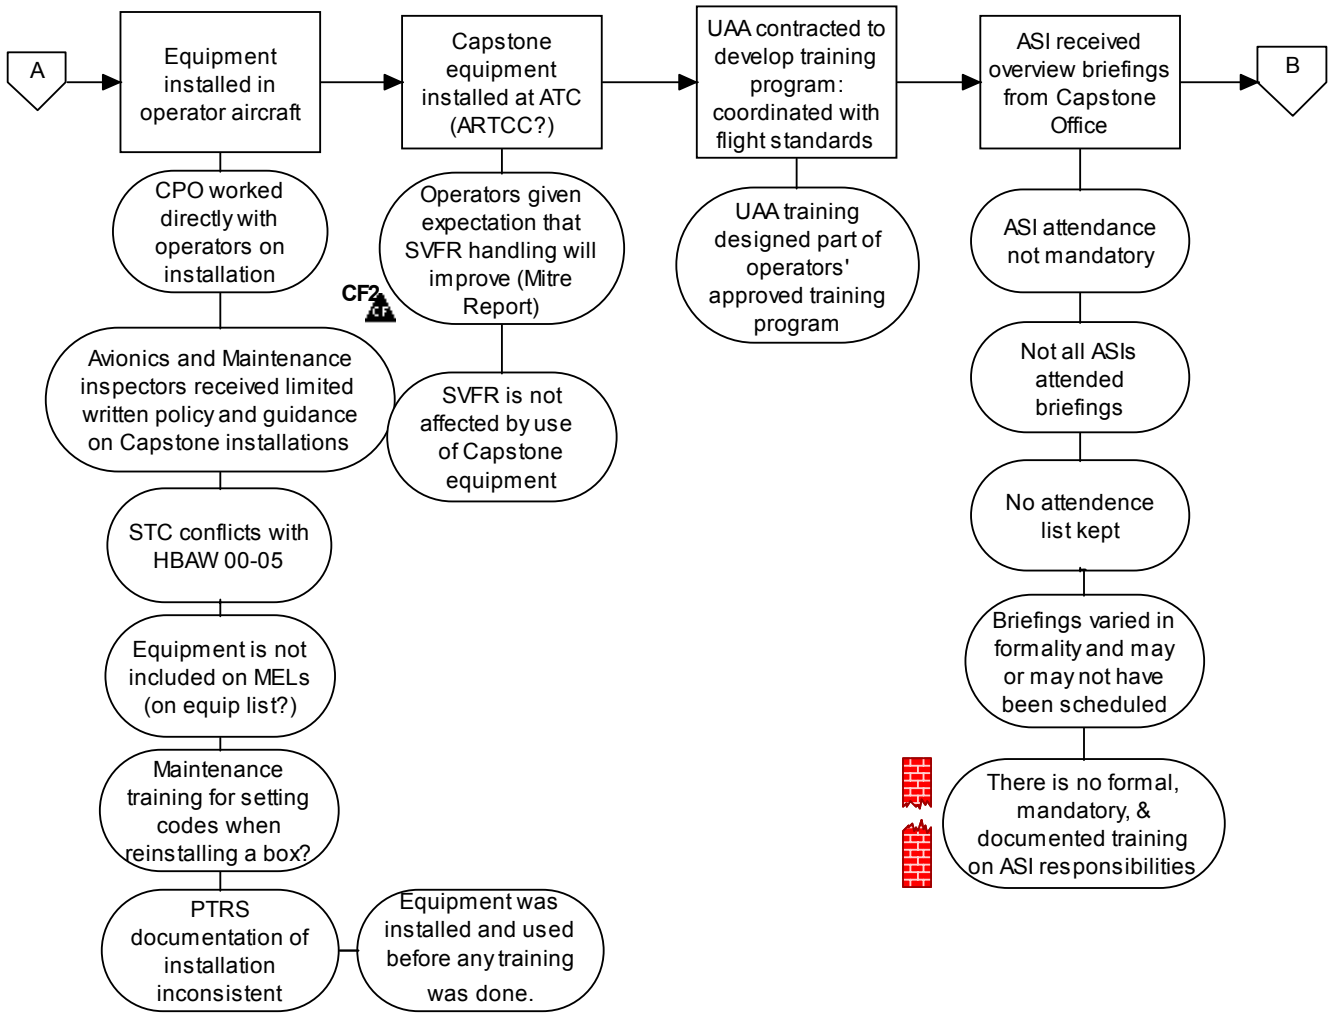 A
Equipment
installed in
operator aircraft
Capstone
equipment
installed at ATC
(ARTCC?)
UAA contracted to
develop training
program:
coordinated with
flight standards
ASI received
overview briefings
from Capstone
Office
B
CPO worked
directly with
operators on
installation
Avionics and Maintenance
inspectors received limited
written policy and guidance
on Capstone installations
STC conflicts with
HBAW 00-05
Equipment is not
included on MELs
(on equip list?)
Maintenance
training for setting
codes when
reinstalling a box?
PTRS
documentation of
installation
inconsistent
Equipment was
installed and used
before any training
was done.
Operators given
expectation that
SVFR handling will
improve (Mitre
Report)
CF2
CF
SVFR is not
affected by use
of Capstone
equipment
UAA training
designed part of
operators'
approved training
program
ASI attendance
not mandatory
Not all ASIs
attended
briefings
No attendence
list kept
Briefings varied in
formality and may
or may not have
been scheduled
There is no formal,
mandatory, &
documented training
on ASI responsibilities